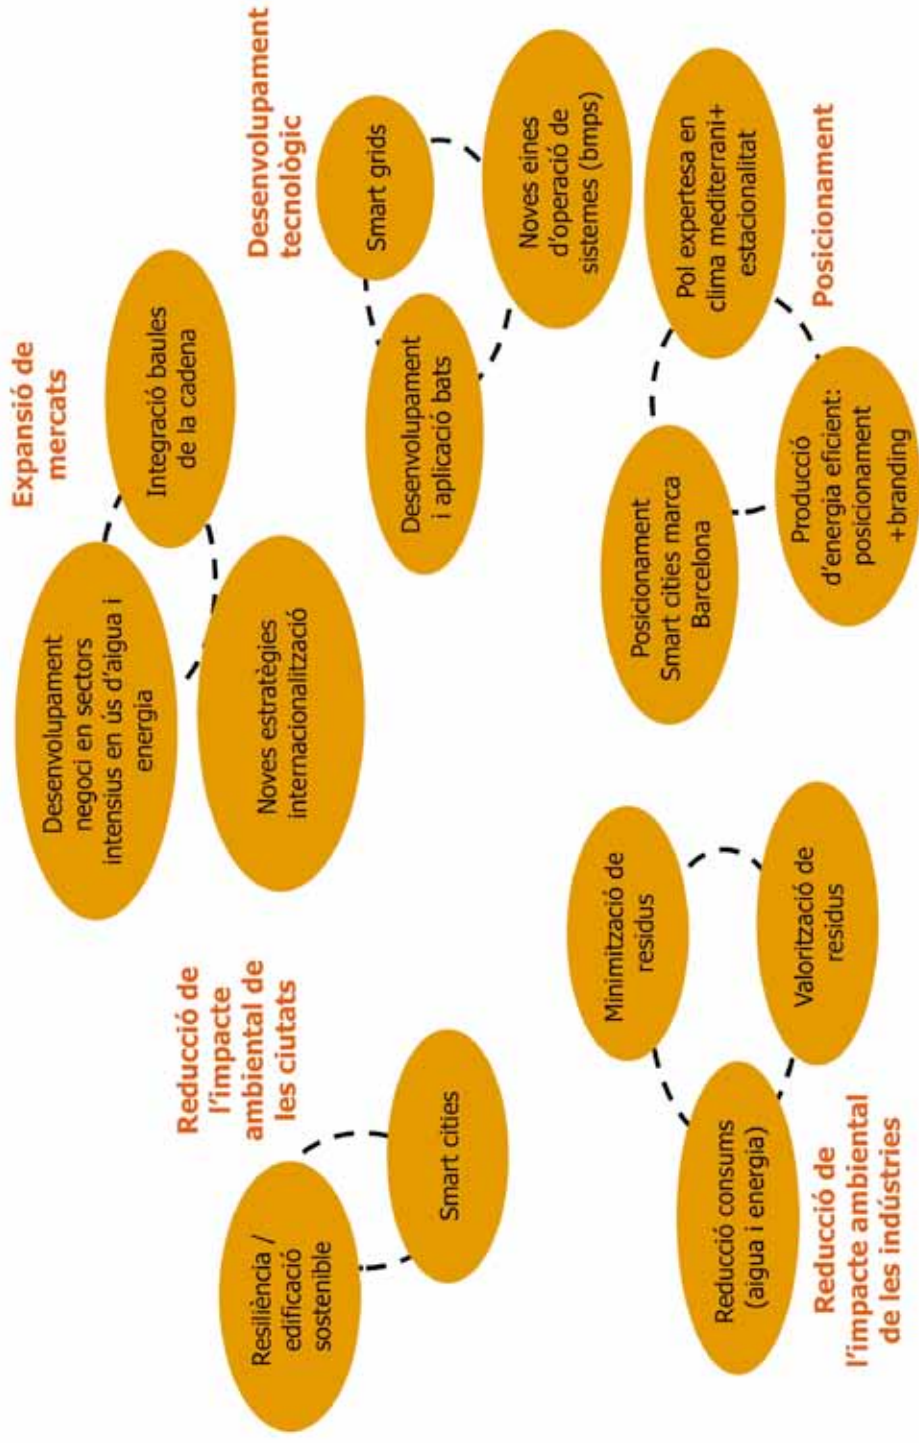 Reducció de
l'impacte
ambiental de
les ciutats
Resiliència /
edificació
sostenible
Smart cities
Expansió de
mercats
Desenvolupament
negoci en sectors
intensius en ús d'aigua i
energia
Integració baules
de la cadena
Noves estratègies
internacionalització
Desenvolupament
tecnològic
Smart grids
Desenvolupament
i aplicació bats
Noves eines
d'operació de
sistemes (bmps)
Reducció consums
(aigua i energia)
Minimització de
residus
Valorització de
residus
Reducció de
l'impacte ambiental
de les indústries
Posicionament
Smart cities marca
Barcelona
Pol expertesa en
clima mediterrani+
estacionalitat
Producció
d'energia eficient:
posicionament
+branding
Posicionament